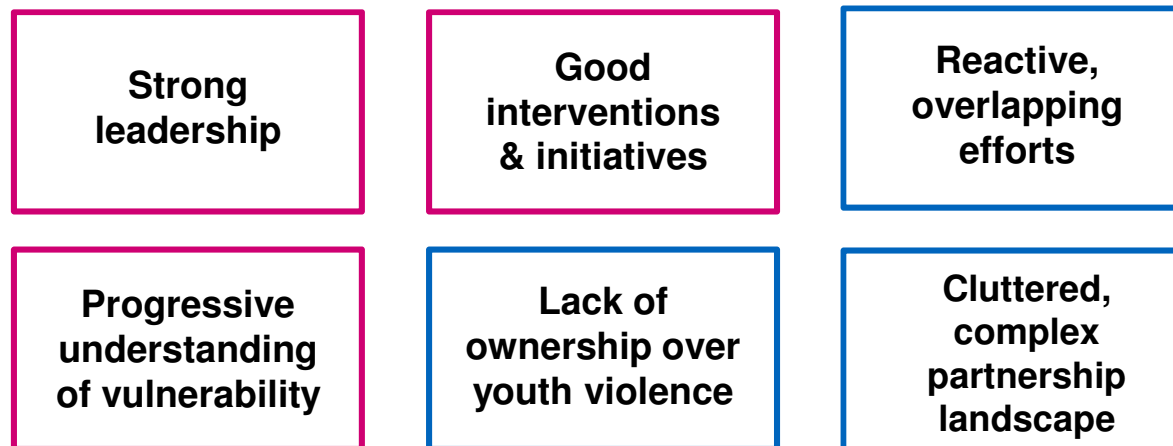 Strong
leadership
Good
interventions
& initiatives
Reactive,
overlapping
efforts
Progressive
understanding
of vulnerability
Lack of
ownership over
youth violence
Cluttered,
complex
partnership
landscape